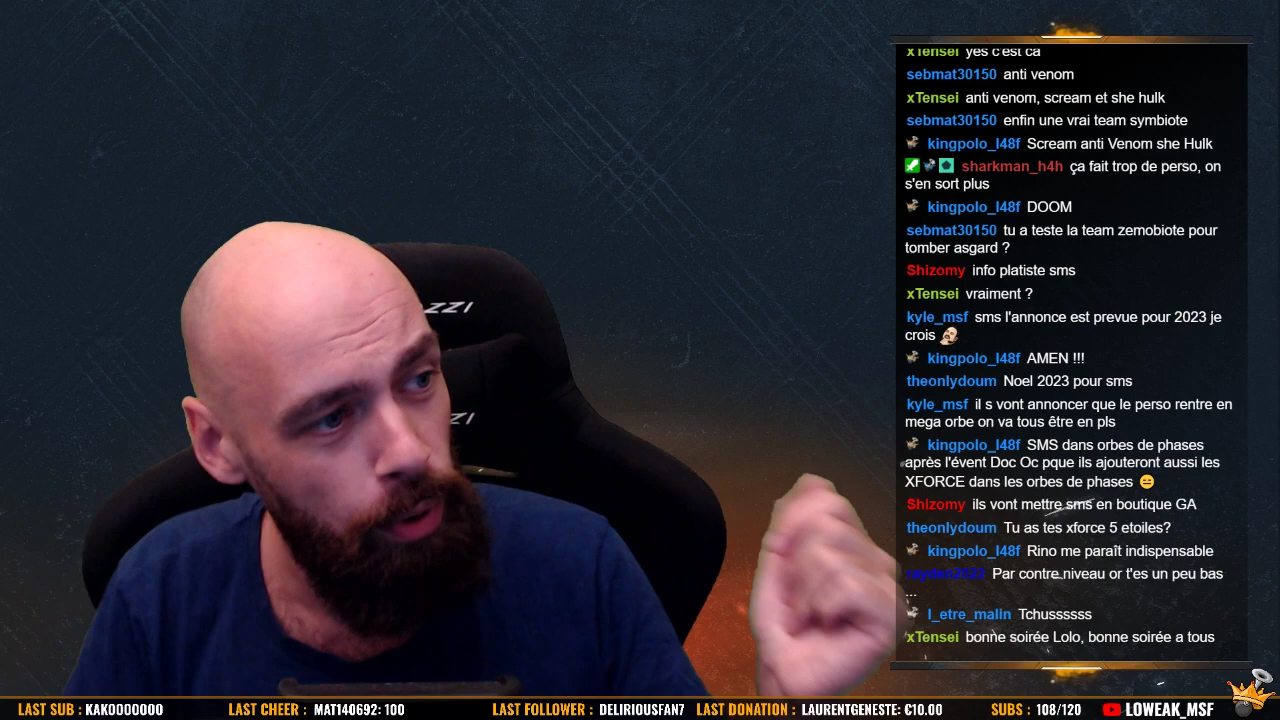 xTensei yes c'est ca
sebmat30150 anti venom
xTensei anti venom, scream et she hulk
sebmat30150 enfin une vrai team symbiote
kingpolo_l48f Scream anti Venom she Hulk
sharkman_h4h ça fait trop de perso, on
s'en sort plus
kingpolo_l48f DOOM
sebmat30150 tu a teste la team zemobiote pour
tomber asgard ?
Shizomy info platiste sms
xTensei vraiment ?
kyle_msf sms l'annonce est prevue pour 2023 je
crois
kingpolo_l48f AMEN !!!
theonlydoum Noel 2023 pour sms
kyle_msf il s vont annoncer que le perso rentre en
mega orbe on va tous être en pls
kingpolo_l48f SMS dans orbes de phases
après l'évent Doc Oc pque ils ajouteront aussi les
XFORCE dans les orbes de phases 😑
Shizomy ils vont mettre sms en boutique GA
theonlydoum Tu as tes xforce 5 etoiles?
kingpolo_l48f Rino me paraît indispensable
Par contre niveau or t'es un peu bas
...
l_etre_malin Tchussssss
xTensei bonne soirée Lolo, bonne soirée a tous
ZZI
ZI
LAST SUB : KAKOOOOOOO LAST CHEER : MAT140692: 100 LAST FOLLOWER : DELIRIOUSFAN7 LAST DONATION : LAURENTGENESTE: €10.00 SUBS : 108/120 LOWEAK_MSF